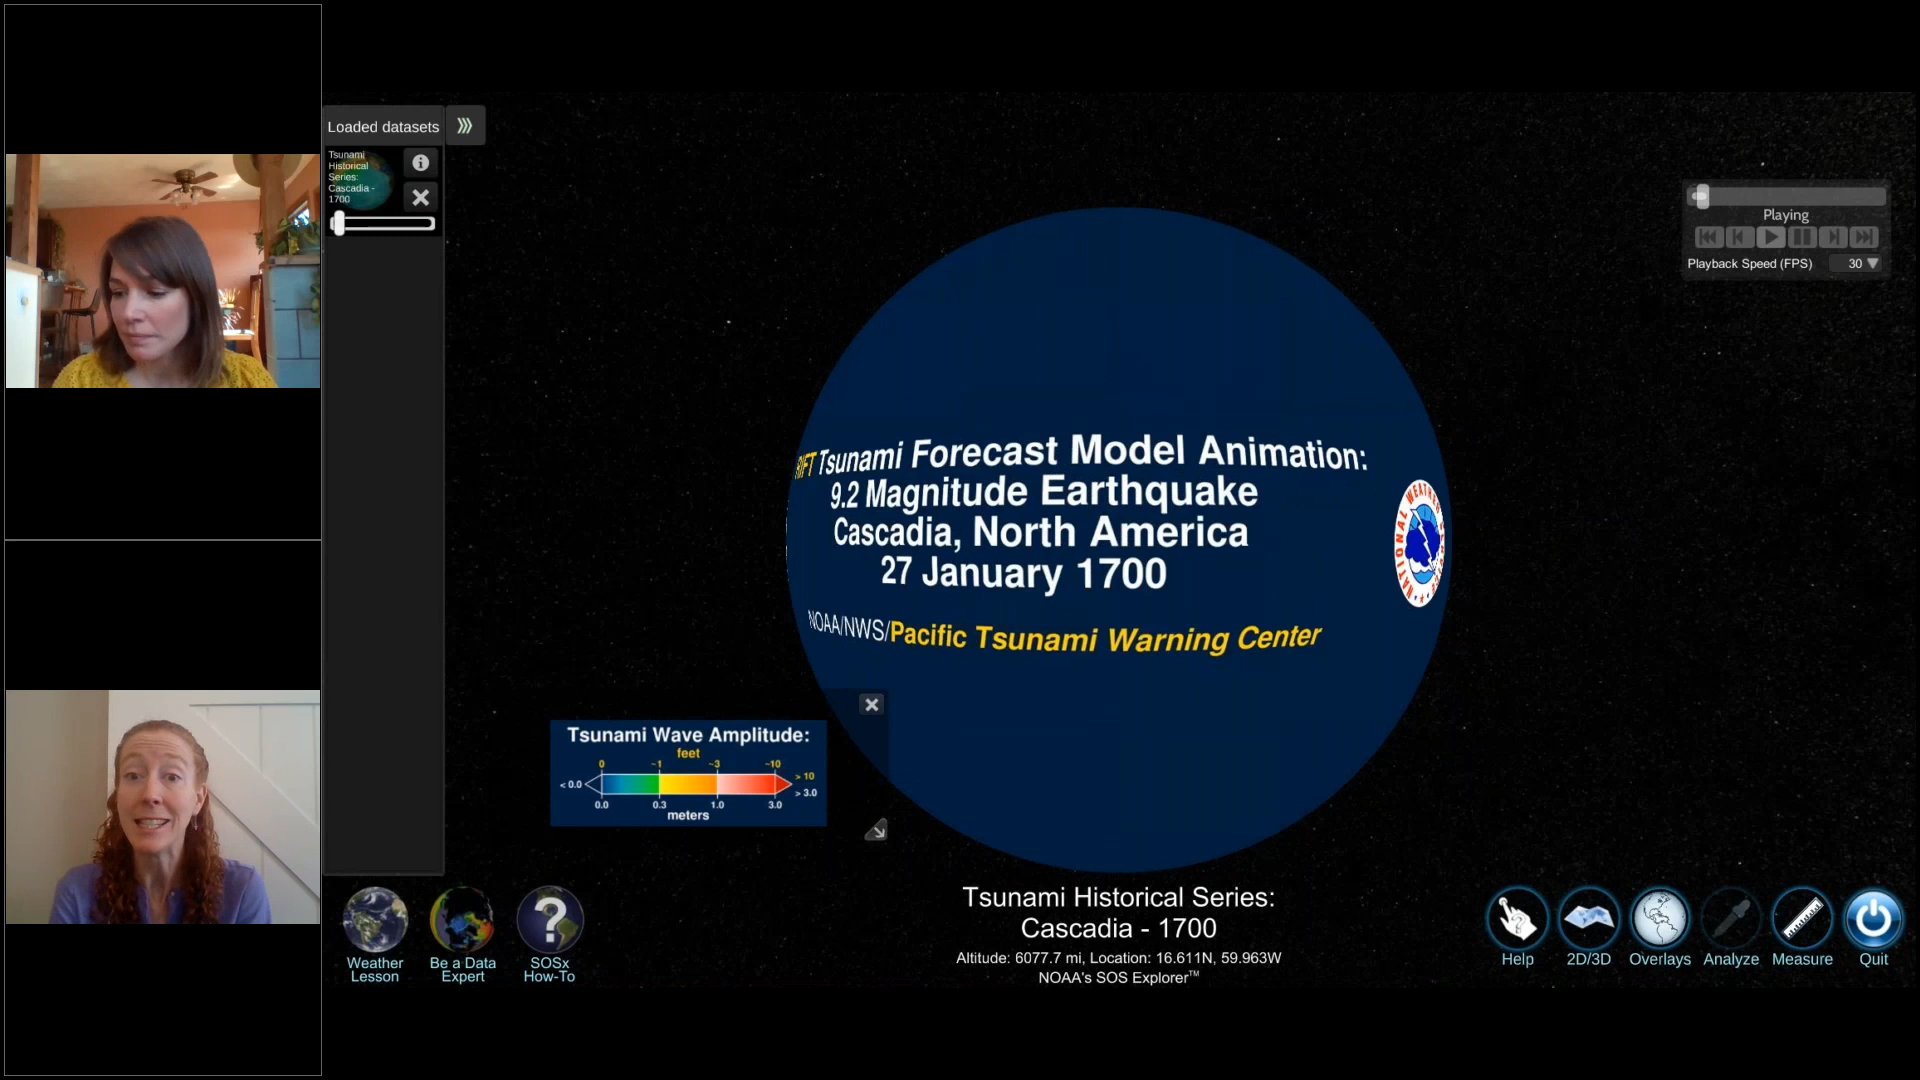 Loaded datasets
Tsunami
Historical
Series:
Cascadia -
1700
Playing
Playback Speed (FPS) 30
RIFT Tsunami Forecast Model Animation:
9.2 Magnitude Earthquake
Cascadia, North America
27 January 1700
NOAA/NWS/Pacific Tsunami Warning Center
NATIONAL WEATHER
Tsunami Wave Amplitude:
feet
0 ~1 ~3 ~10 > 10
< 0.0 > 3.0
0.0 0.3 1.0 3.0
meters
Weather
Lesson
Be a Data
Expert
SOSx
How-To
Tsunami Historical Series:
Cascadia - 1700
Altitude: 6077.7 mi, Location: 16.611N, 59.963W
NOAA's SOS Explorer™
Help
2D/3D
Overlays
Analyze
Measure
Quit